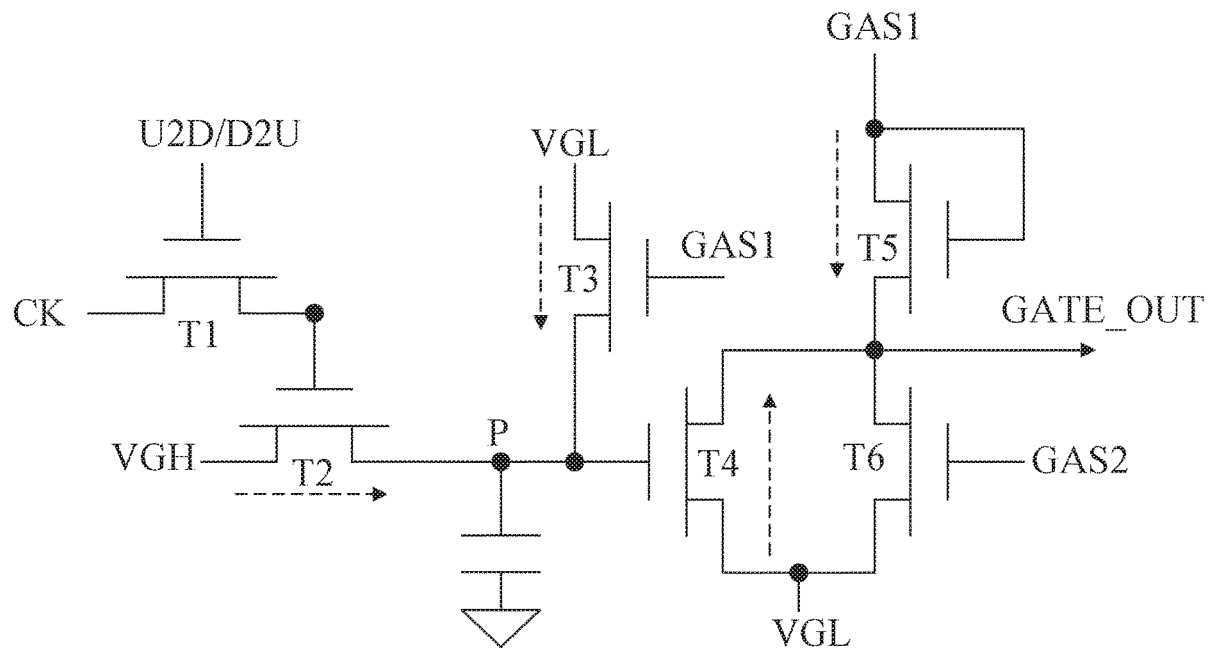 GAS1
U2D/D2U
VGL
T5
GAS1
T3
CK
T1
GATE_OUT
P
VGH
T2
T4
T6
GAS2
VGL